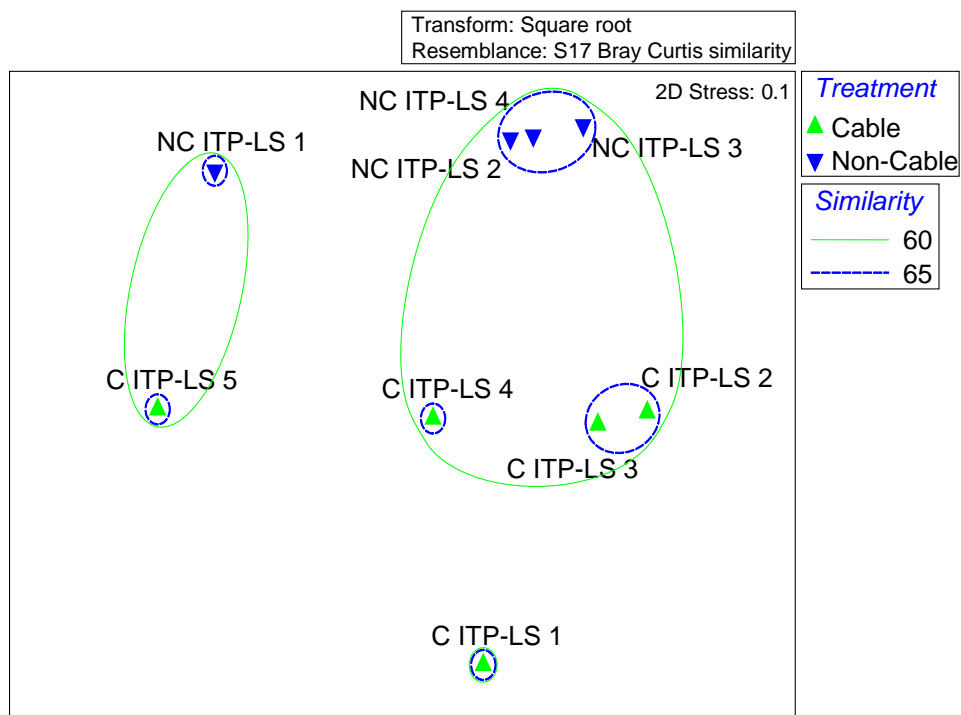 Transform: Square root
Resemblance: S17 Bray Curtis similarity
2D Stress: 0.1
Treatment
Cable
Non-Cable
Similarity
60
65
NC ITP-LS 4
NC ITP-LS 1
NC ITP-LS 3
NC ITP-LS 2
C ITP-LS 5
C ITP-LS 4
C ITP-LS 2
C ITP-LS 3
C ITP-LS 1